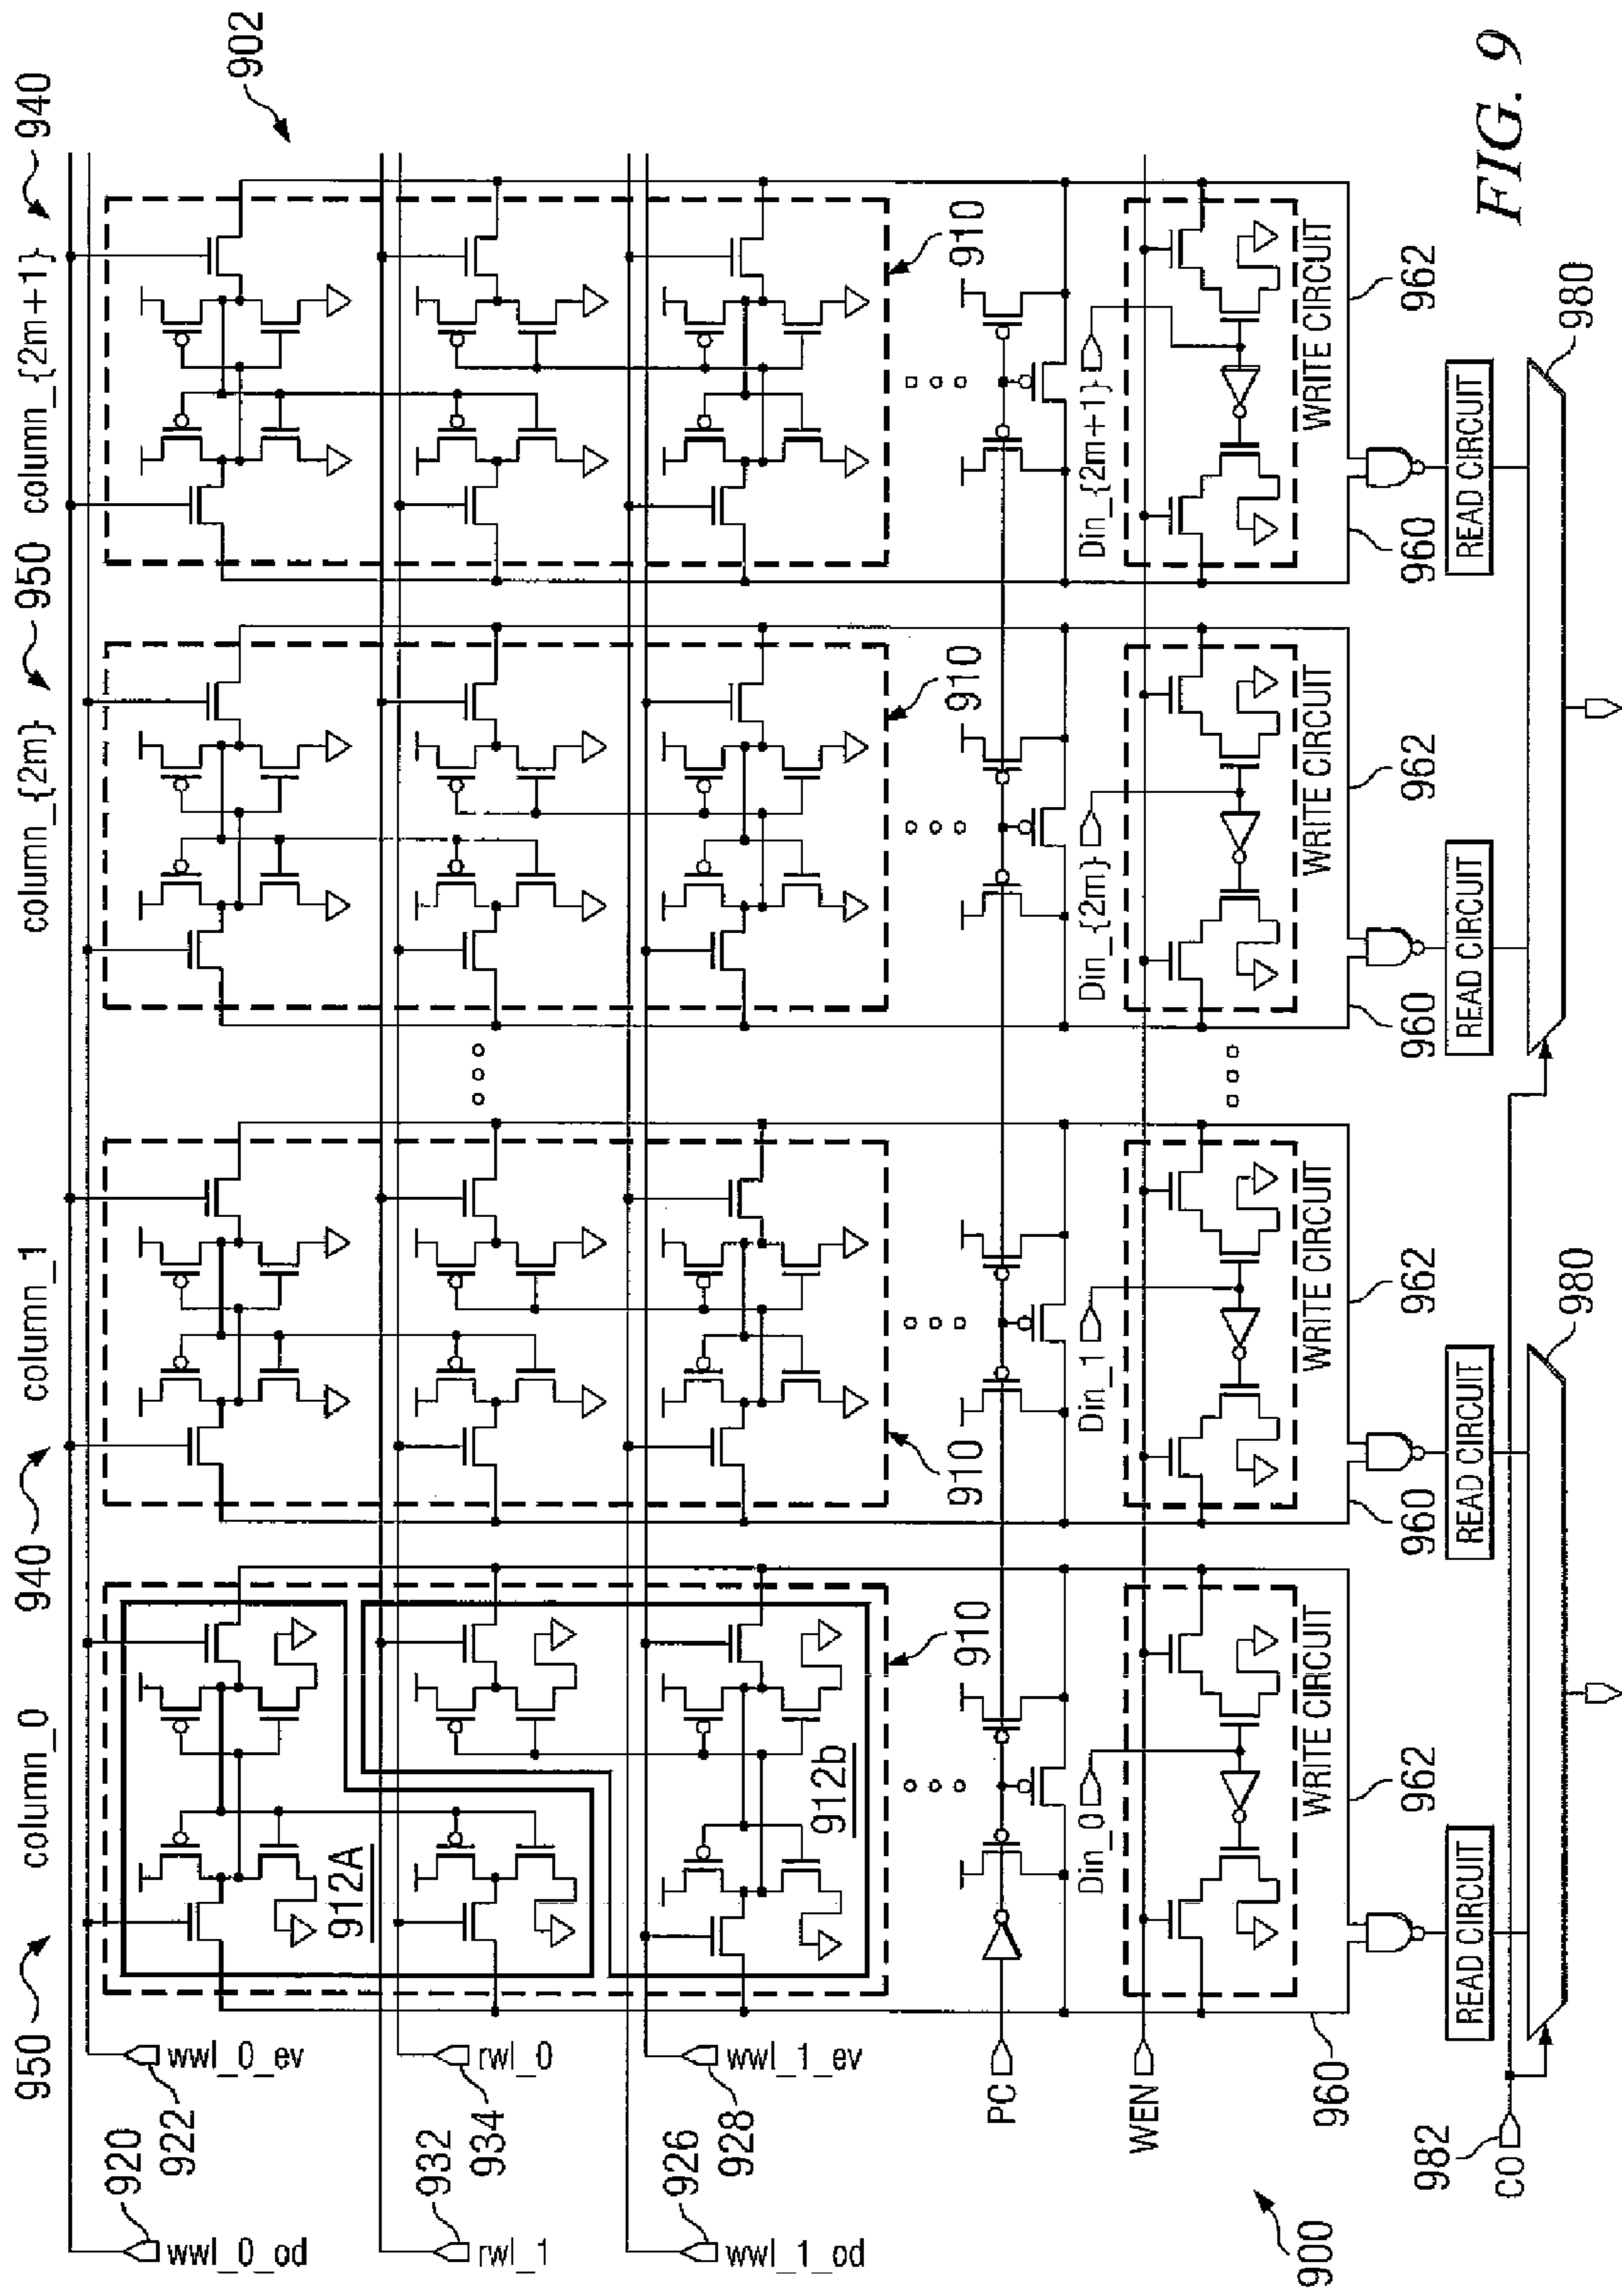 950
column_0
940
column_1
column_{2m}
950
column_{2m+1}
940
902
920
wwl_0_od
922
wwl_0_ev
932
rwl_1
934
rwl_0
926
wwl_1_od
928
wwl_1_ev
912A
912b
910
910
910
910
PC
Din_0
Din_1
Din_{2m}
Din_{2m+1}
WEN
WRITE CIRCUIT
WRITE CIRCUIT
WRITE CIRCUIT
WRITE CIRCUIT
960
962
960
962
960
962
960
962
READ CIRCUIT
READ CIRCUIT
READ CIRCUIT
READ CIRCUIT
982
CO
980
980
900
FIG. 9